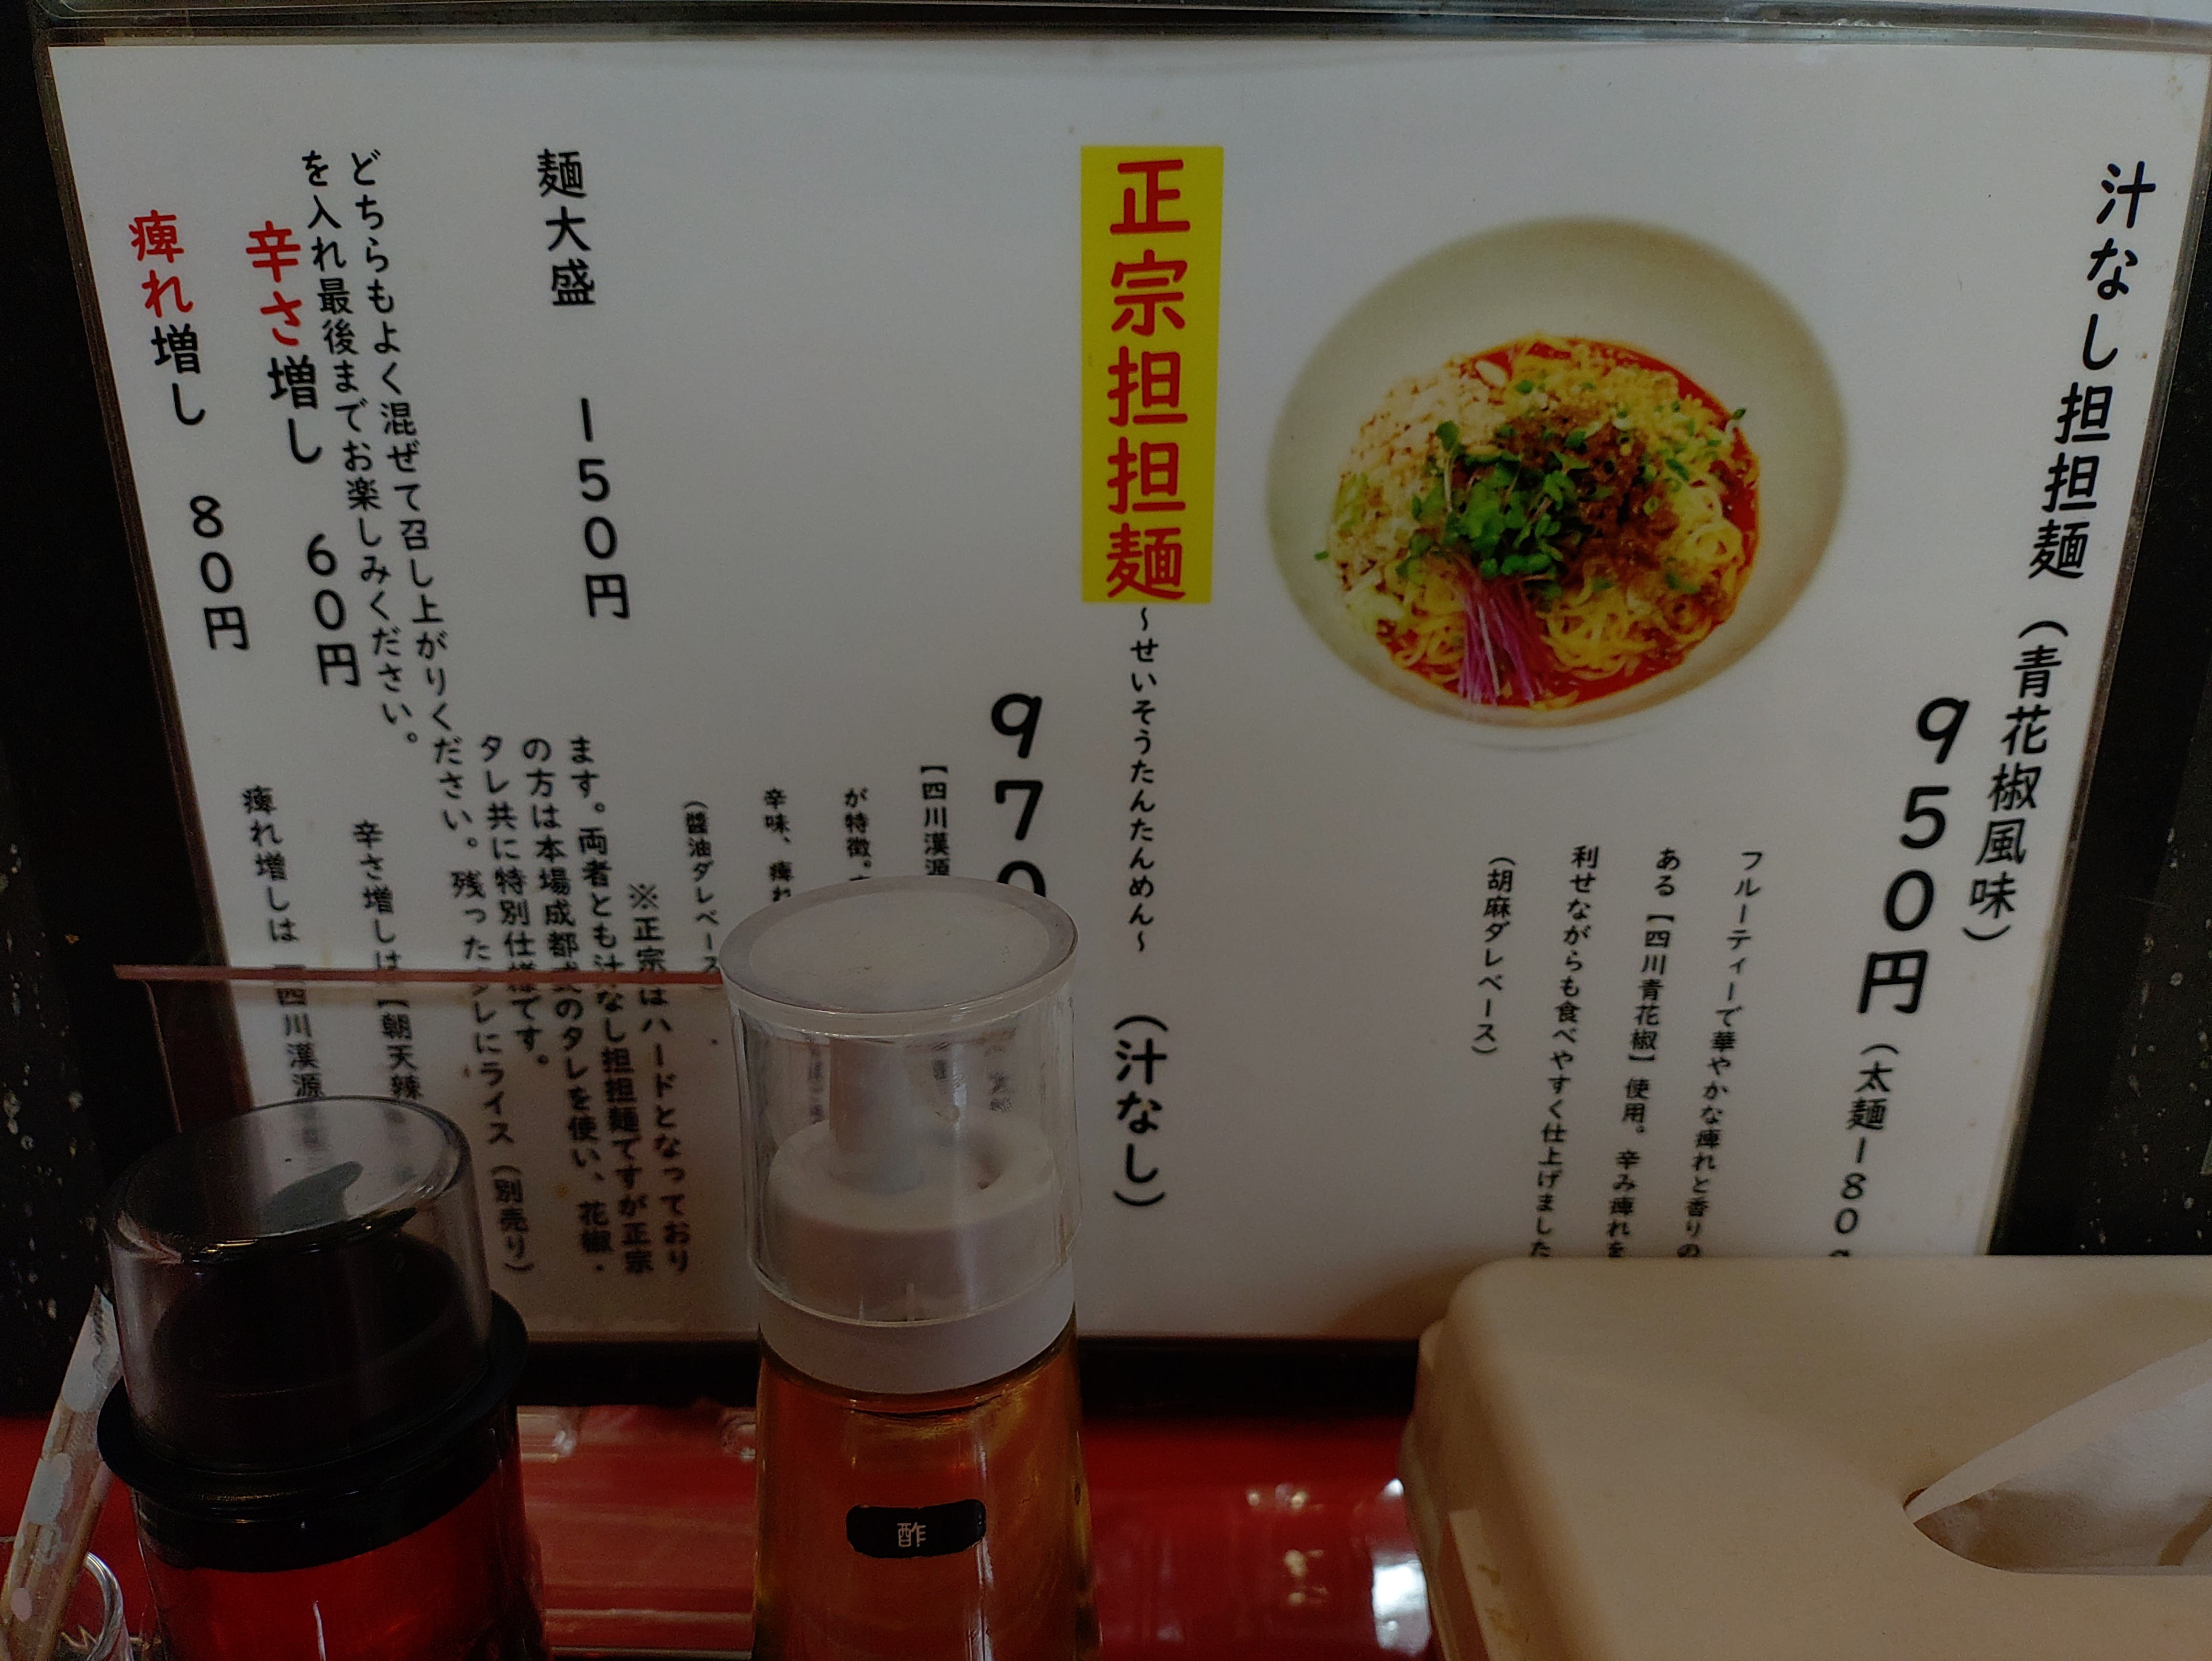 汁なし担担麺（青花椒風味）
950円（太麺180
フルーティーで華やかな痺れと香りの
ある【四川青花椒】使用。辛み痺れを
利せながらも食べやすく仕上げました
（胡麻ダレベース）
正宗担担麺～せいそうたんたんめん～（汁なし）
970
【四川漢源
が特徴。
辛味、痺れ
（醤油ダレベース
※正宗はハードとなっており
ます。両者とも汁なし担担麺ですが正宗
の方は本場成都式のタレを使い、花椒・
タレ共に特別仕様です。
麺大盛 150円
どちらもよく混ぜて召し上がりください。残ったタレにライス（別売り）
を入れ最後までお楽しみください。
辛さ増し 60円
辛さ増しは【朝天辣
痺れ増し 80円
痺れ増しは【四川漢源
酢